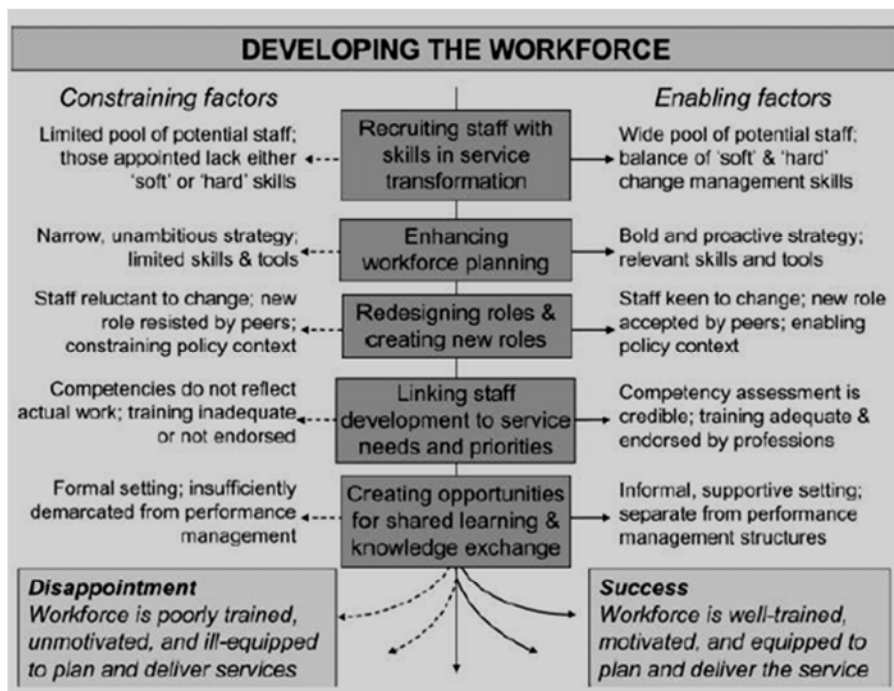 DEVELOPING THE WORKFORCE
Constraining factors
Enabling factors
Limited pool of potential staff;
those appointed lack either
‘soft’ or ‘hard’ skills
Recruiting staff with
skills in service
transformation
Wide pool of potential staff;
balance of ‘soft’ & ‘hard’
change management skills
Narrow, unambitious strategy;
limited skills & tools
Enhancing
workforce planning
Bold and proactive strategy;
relevant skills and tools
Staff reluctant to change; new
role resisted by peers;
constraining policy context
Redesigning roles &
creating new roles
Staff keen to change; new role
accepted by peers; enabling
policy context
Competencies do not reflect
actual work; training inadequate
or not endorsed
Linking staff
development to service
needs and priorities
Competency assessment is
credible; training adequate &
endorsed by professions
Formal setting; insufficiently
demarcated from performance
management
Creating opportunities
for shared learning &
knowledge exchange
Informal, supportive setting;
separate from performance
management structures
Disappointment
Workforce is poorly trained,
unmotivated, and ill-equipped
to plan and deliver services
Success
Workforce is well-trained,
motivated, and equipped to
plan and deliver the service